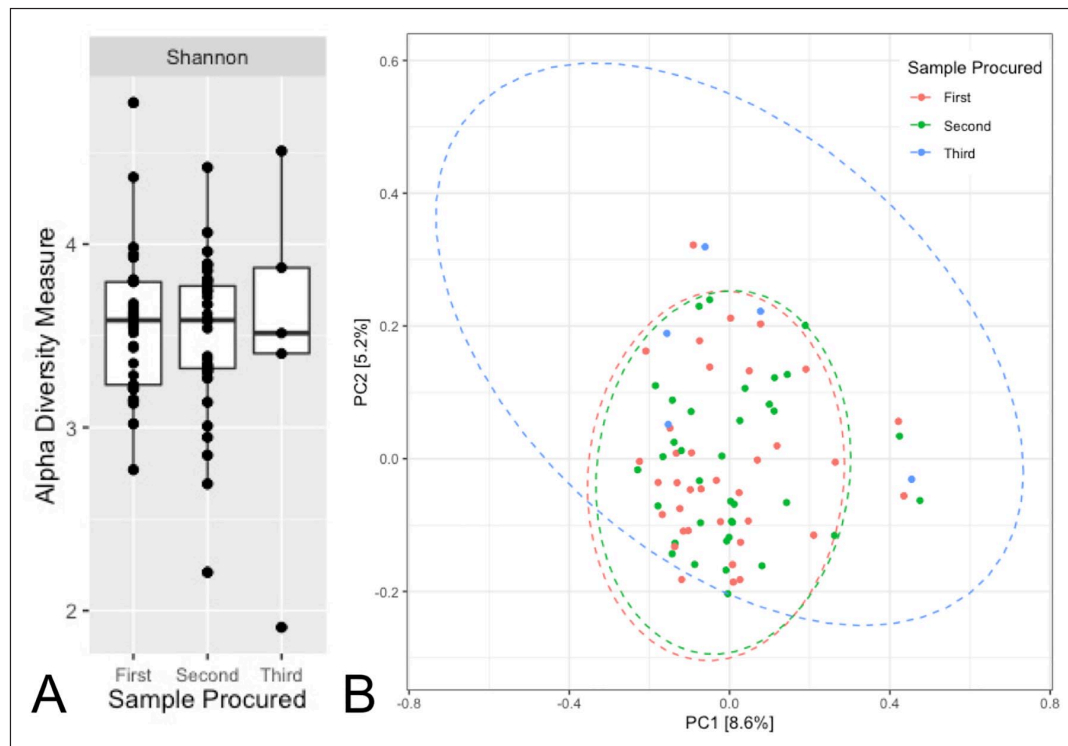 Shannon
Alpha Diversity Measure
4
3
2
First Second Third
Sample Procured
A
B
PC2 [5.2%]
0.6
0.4
0.2
0.0
-0.2
-0.8 -0.4 0.0 0.4 0.8
PC1 [8.6%]
Sample Procured
First
Second
Third